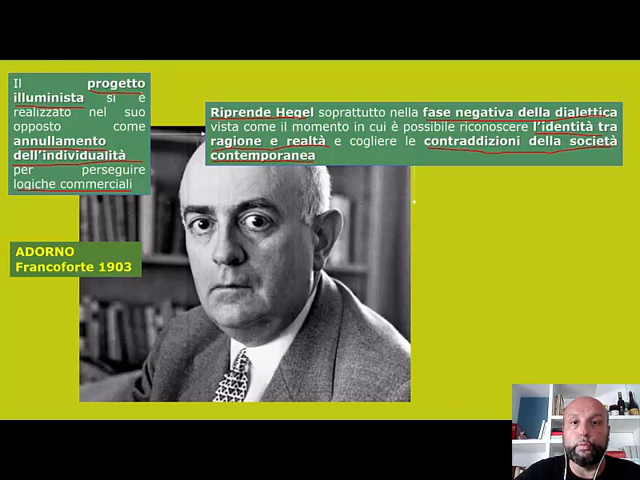 Il progetto
illuminista si è
realizzato nel suo
opposto come
annullamento
dell'individualità
per perseguire
logiche commerciali
Riprende Hegel soprattutto nella fase negativa della dialettica
vista come il momento in cui è possibile riconoscere l'identità tra
ragione e realtà e cogliere le contraddizioni della società
contemporanea
ADORNO
Francoforte 1903